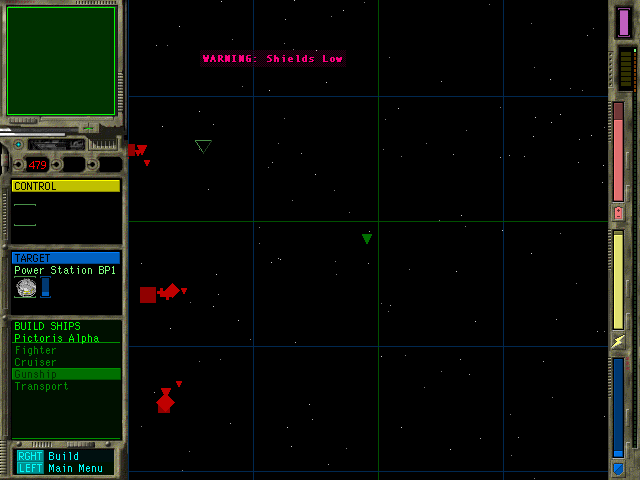 WARNING: Shields Low
479
CONTROL
TARGET
Power Station BP1
BUILD SHIPS
Pictoris Alpha
Fighter
Cruiser
Gunship
Transport
RGHT Build
LEFT Main Menu